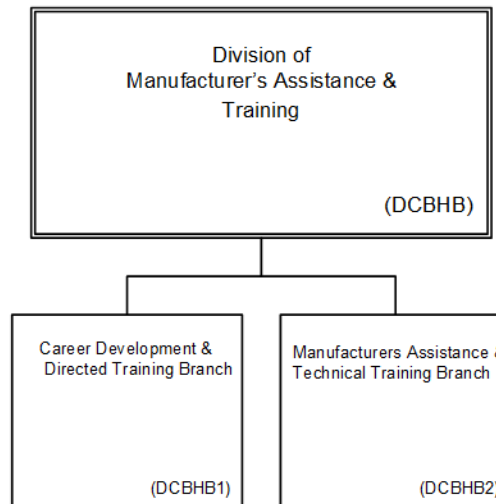 Division of
Manufacturer's Assistance &
Training
(DCBHB)
Career Development &
Directed Training Branch
(DCBHB1)
Manufacturers Assistance &
Technical Training Branch
(DCBHB2)